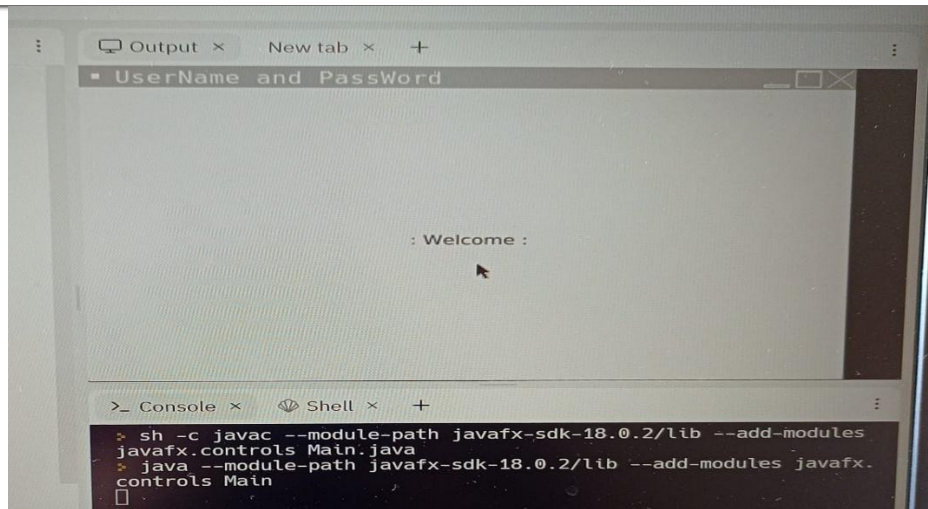 Output × New tab × +
UserName and PassWord
: Welcome :
>_ Console × Shell × +
> sh -c javac --module-path javafx-sdk-18.0.2/lib --add-modules
javafx.controls Main.java
> java --module-path javafx-sdk-18.0.2/lib --add-modules javafx.
controls Main